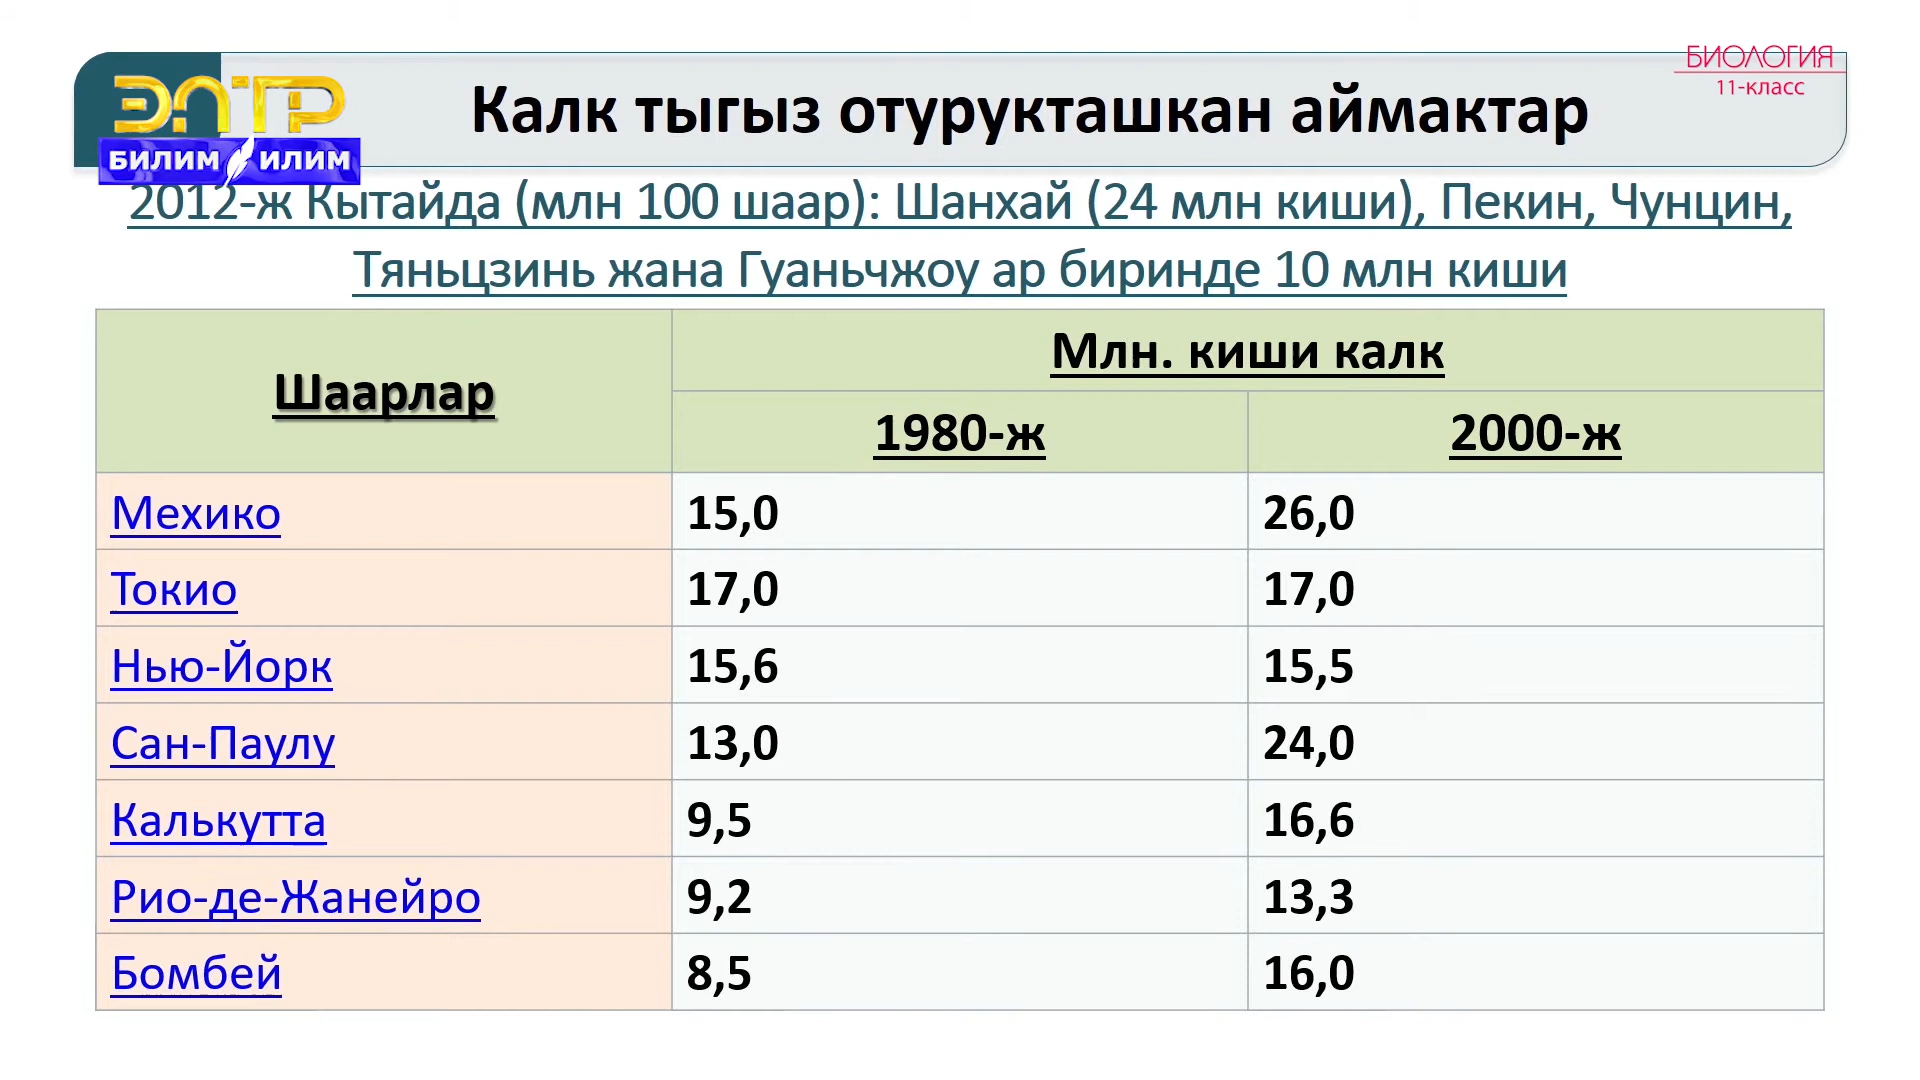 ЭЛТР
БИЛИМ ИЛИМ
БИОЛОГИЯ
11-класс
Калк тыгыз отурукташкан аймактар
2012-ж Кытайда (млн 100 шаар): Шанхай (24 млн киши), Пекин, Чунцин,
Тяньцзинь жана Гуаньчжоу ар биринде 10 млн киши
Шаарлар
Млн. киши калк
1980-ж 2000-ж
Мехико 15,0 26,0
Токио 17,0 17,0
Нью-Йорк 15,6 15,5
Сан-Паулу 13,0 24,0
Калькутта 9,5 16,6
Рио-де-Жанейро 9,2 13,3
Бомбей 8,5 16,0